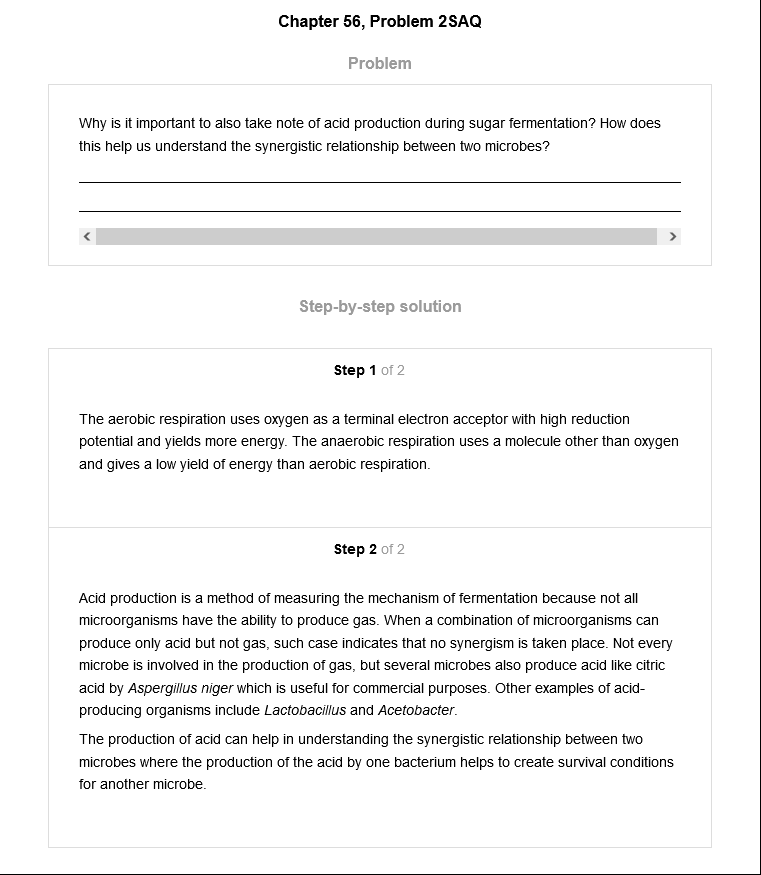 Chapter 56, Problem 2SAQ
Problem
Why is it important to also take note of acid production during sugar fermentation? How does
this help us understand the synergistic relationship between two microbes?
Step-by-step solution
Step 1 of 2
The aerobic respiration uses oxygen as a terminal electron acceptor with high reduction
potential and yields more energy. The anaerobic respiration uses a molecule other than oxygen
and gives a low yield of energy than aerobic respiration.
Step 2 of 2
Acid production is a method of measuring the mechanism of fermentation because not all
microorganisms have the ability to produce gas. When a combination of microorganisms can
produce only acid but not gas, such case indicates that no synergism is taken place. Not every
microbe is involved in the production of gas, but several microbes also produce acid like citric
acid by Aspergillus niger which is useful for commercial purposes. Other examples of acid-
producing organisms include Lactobacillus and Acetobacter.
The production of acid can help in understanding the synergistic relationship between two
microbes where the production of the acid by one bacterium helps to create survival conditions
for another microbe.